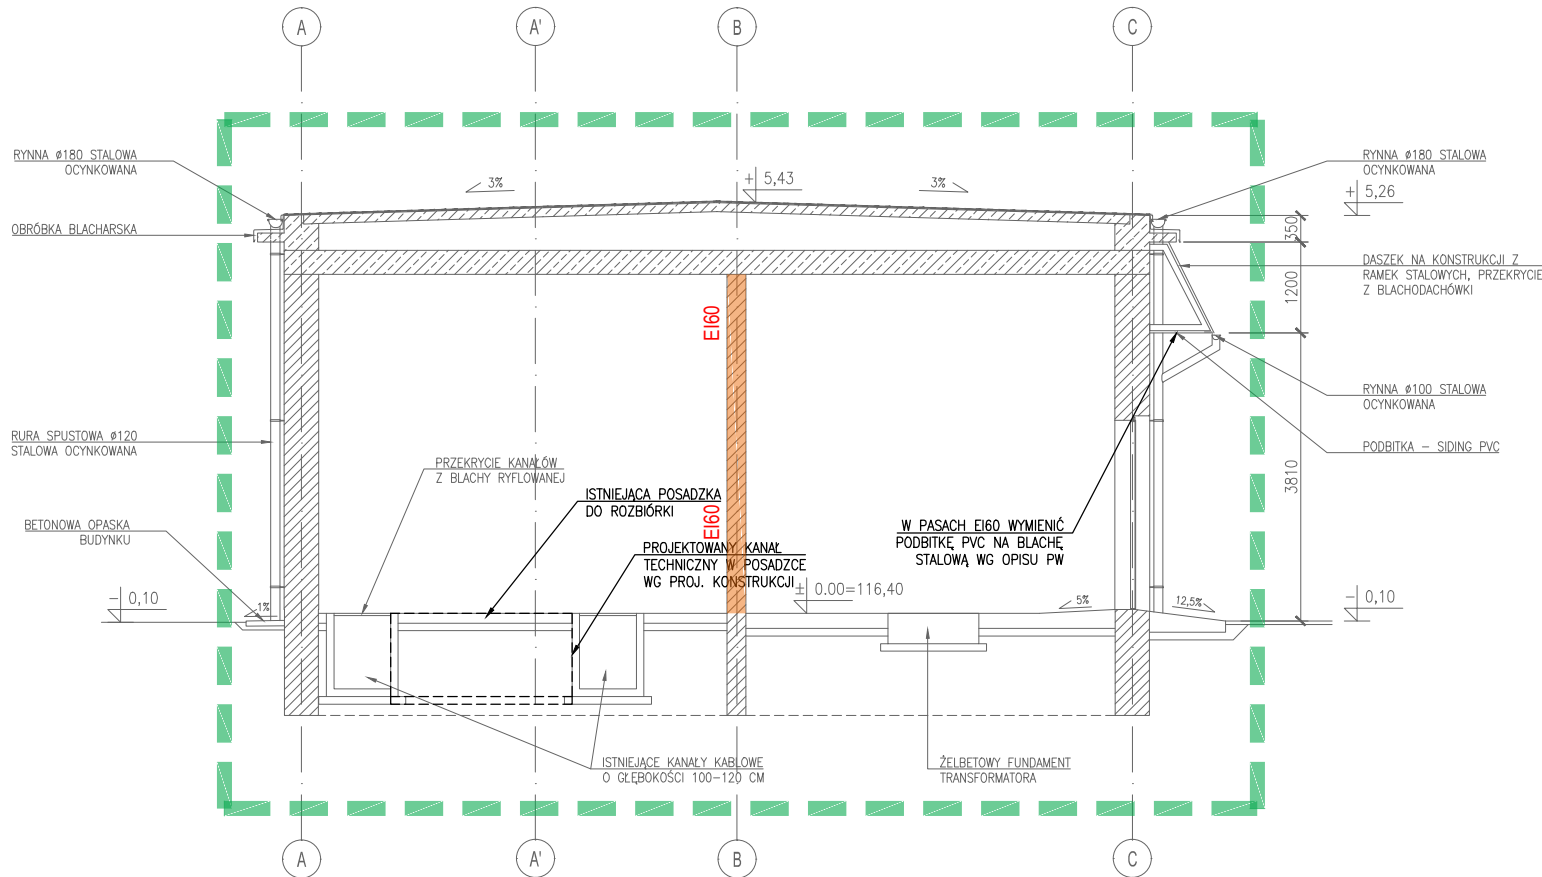 A
A'
B
C
RYNNA ø180 STALOWA
OCYNKOWANA
OBRÓBKA BLACHARSKA
3%
+ 5,43
3%
RYNNA ø180 STALOWA
OCYNKOWANA
+ 5,26
350
DASZEK NA KONSTRUKCJI Z
RAMEK STALOWYCH, PRZEKRYCIE
Z BLACHODACHÓWKI
1200
EI60
RYNNA ø100 STALOWA
OCYNKOWANA
PODBITKA – SIDING PVC
3810
RURA SPUSTOWA ø120
STALOWA OCYNKOWANA
PRZEKRYCIE KANAŁÓW
Z BLACHY RYFLOWANEJ
ISTNIEJĄCA POSADZKA
DO ROZBIÓRKI
EI60
BETONOWA OPASKA
BUDYNKU
PROJEKTOWANY KANAŁ
TECHNICZNY W POSADZCE
WG PROJ. KONSTRUKCJI
W PASACH EI60 WYMIENIĆ
PODBITKĘ PVC NA BLACHĘ
STALOWĄ WG OPISU PW
− 0,10
1%
± 0.00=116,40
5%
12,5%
− 0,10
ISTNIEJĄCE KANAŁY KABLOWE
O GŁĘBOKOŚCI 100–120 CM
ŻELBETOWY FUNDAMENT
TRANSFORMATORA
A
A'
B
C